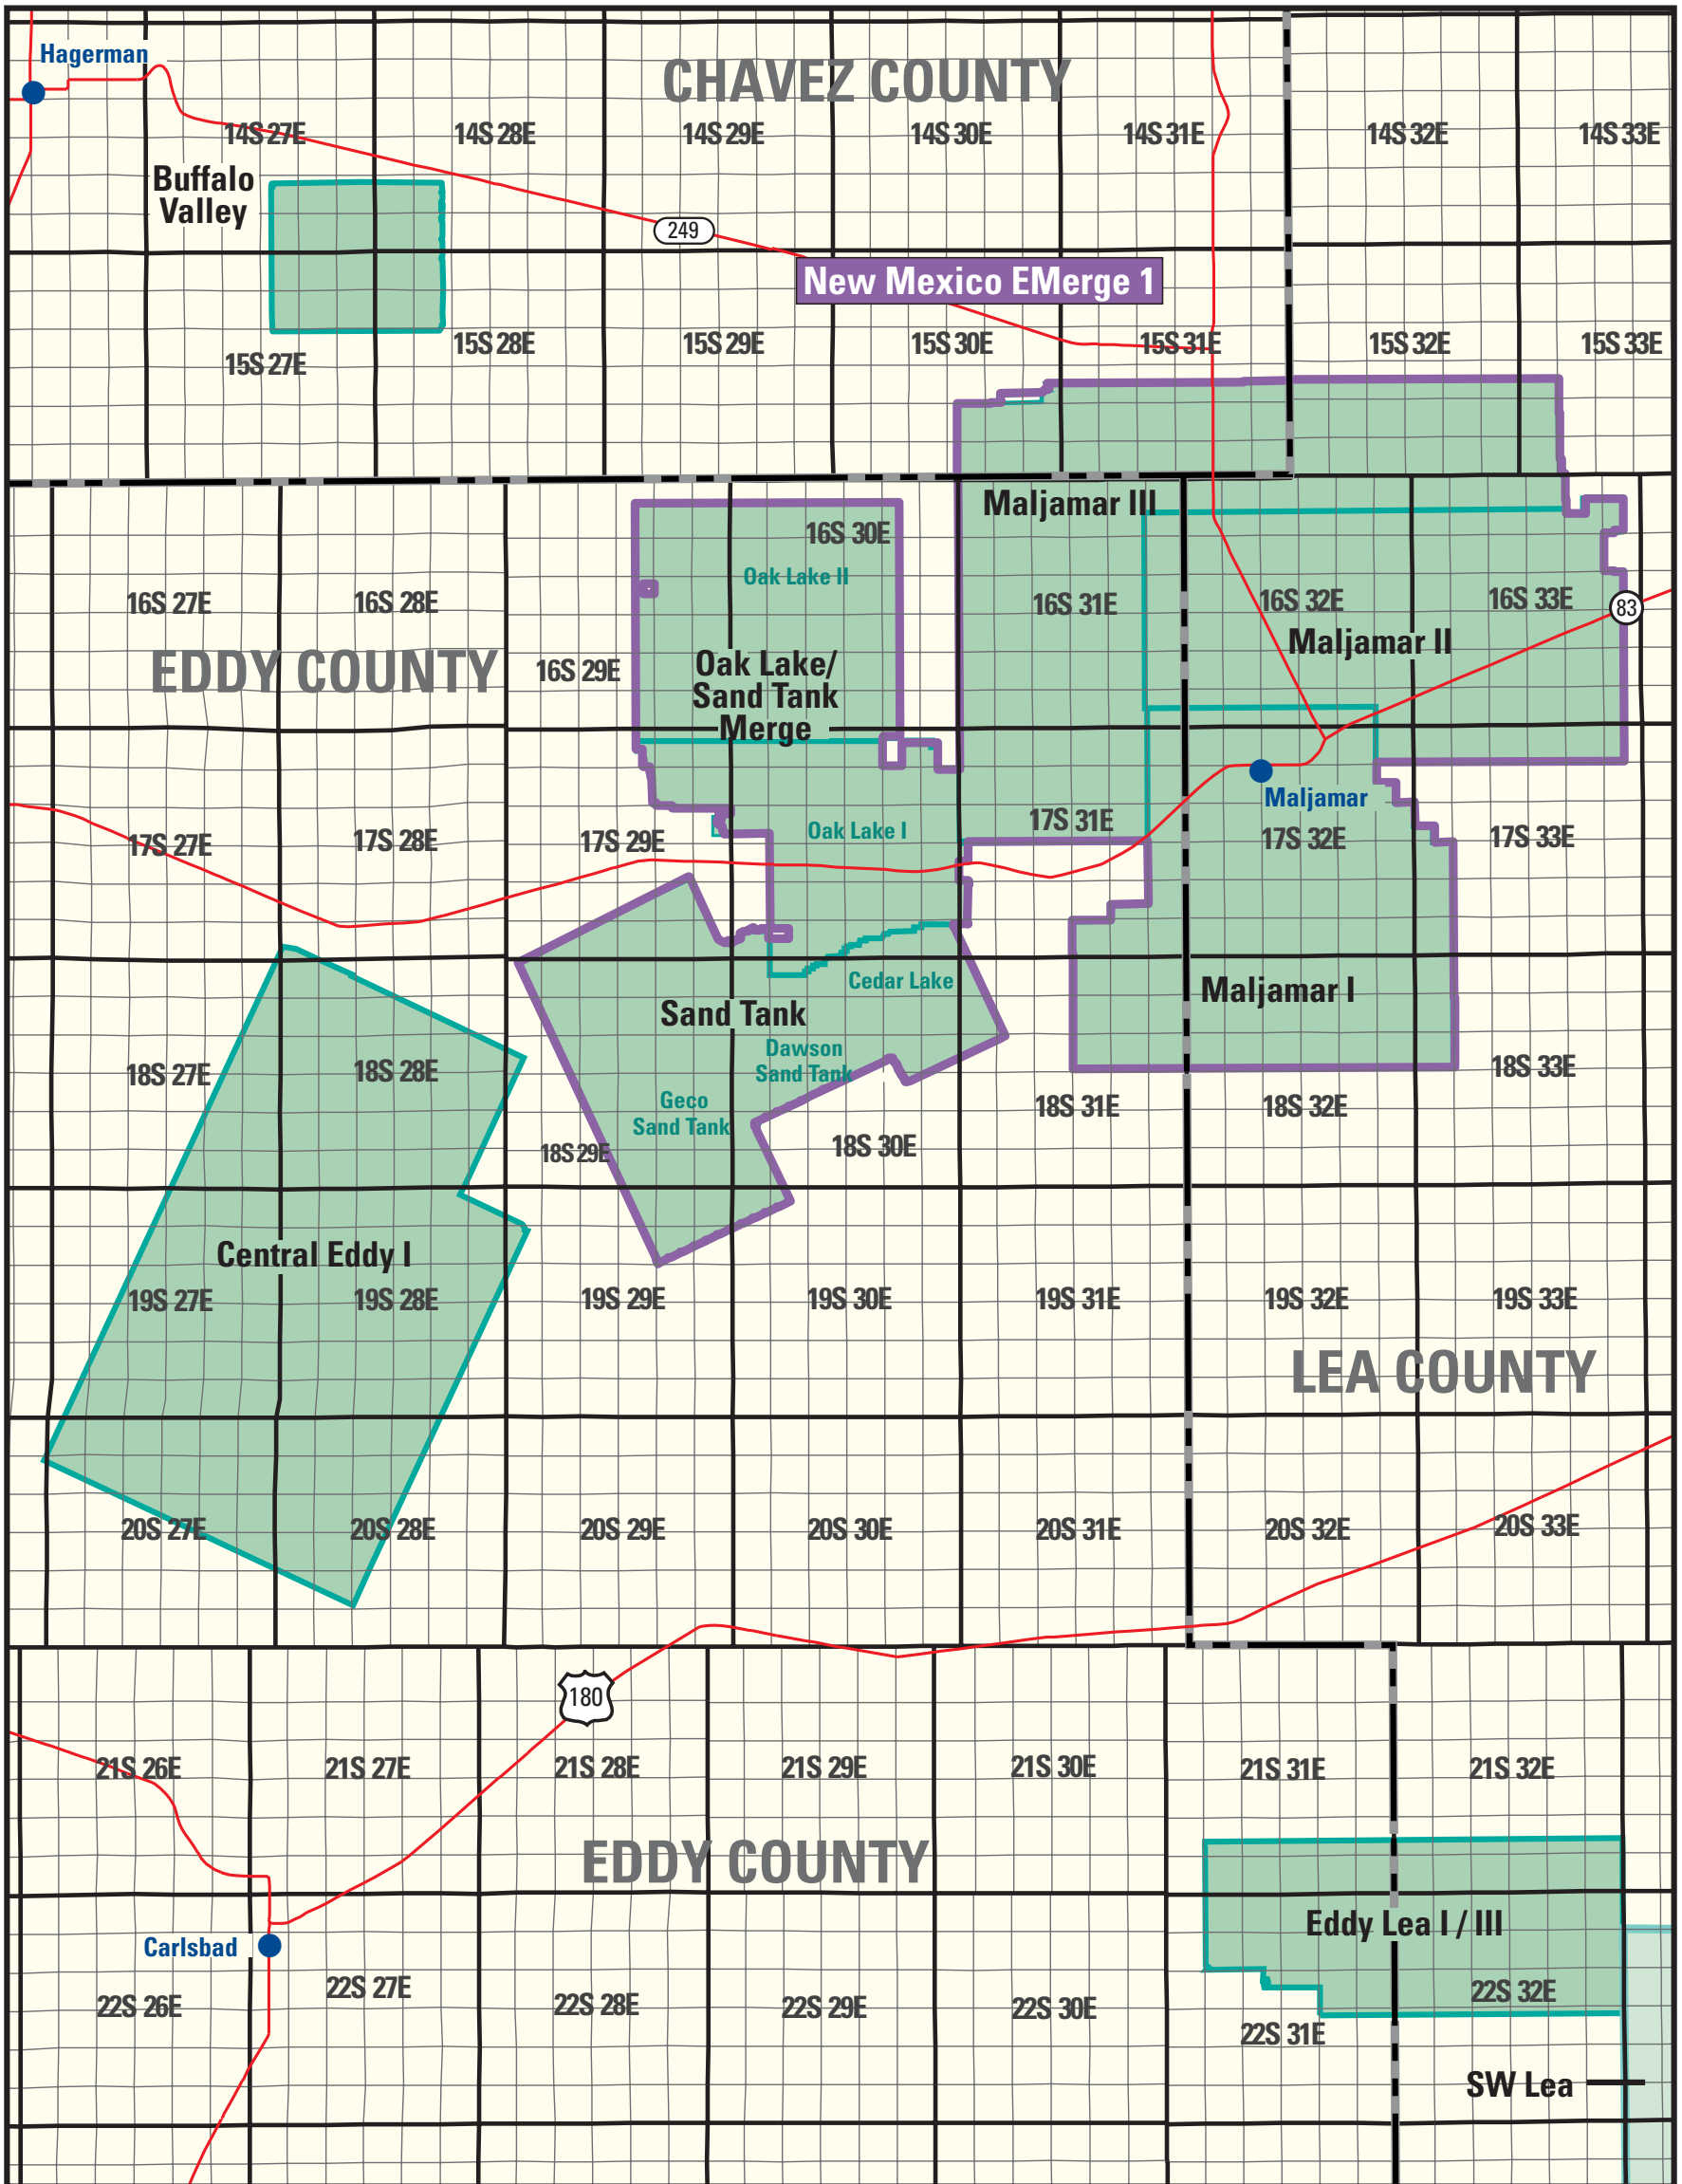 Hagerman
CHAVEZ COUNTY
14S 27E
14S 28E
14S 29E
14S 30E
14S 31E
14S 32E
14S 33E
Buffalo
Valley
249
New Mexico EMerge 1
15S 27E
15S 28E
15S 29E
15S 30E
15S 31E
15S 32E
15S 33E
Maljamar III
16S 30E
Oak Lake II
16S 27E
16S 28E
16S 31E
16S 32E
16S 33E
83
Maljamar II
EDDY COUNTY
16S 29E
Oak Lake/
Sand Tank
Merge
Maljamar
17S 27E
17S 28E
17S 29E
Oak Lake I
17S 31E
17S 32E
17S 33E
Cedar Lake
Maljamar I
Sand Tank
Dawson
Sand Tank
18S 27E
18S 28E
18S 33E
Geco
Sand Tank
18S 31E
18S 32E
18S 29E
18S 30E
Central Eddy I
19S 27E
19S 28E
19S 29E
19S 30E
19S 31E
19S 32E
19S 33E
LEA COUNTY
20S 27E
20S 28E
20S 29E
20S 30E
20S 31E
20S 32E
20S 33E
180
21S 26E
21S 27E
21S 28E
21S 29E
21S 30E
21S 31E
21S 32E
EDDY COUNTY
Eddy Lea I / III
Carlsbad
22S 26E
22S 27E
22S 28E
22S 29E
22S 30E
22S 31E
22S 32E
SW Lea